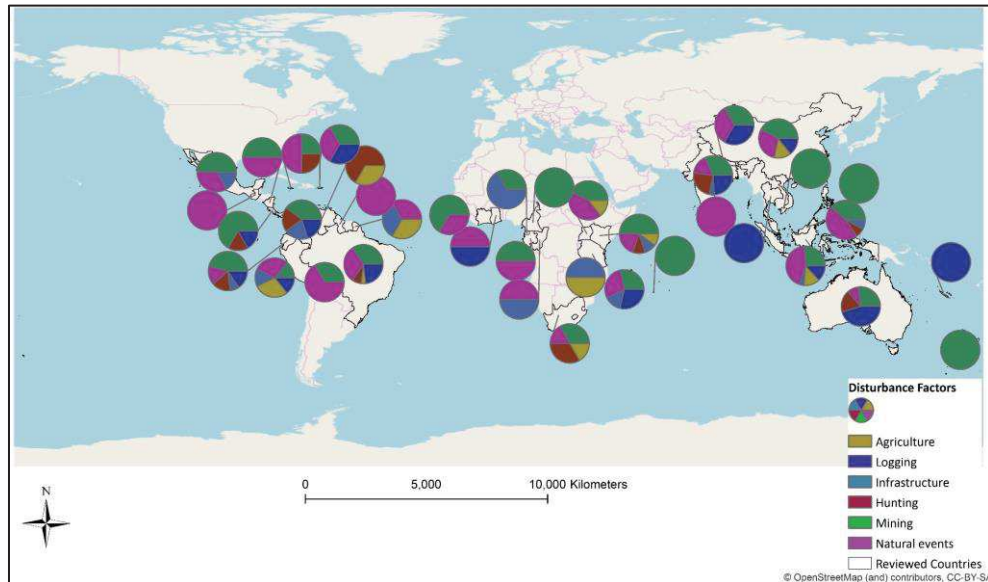 Disturbance Factors
Agriculture
Logging
Infrastructure
Hunting
Mining
Natural events
Reviewed Countries
N
0 5,000 10,000 Kilometers
© OpenStreetMap (and) contributors, CC-BY-SA